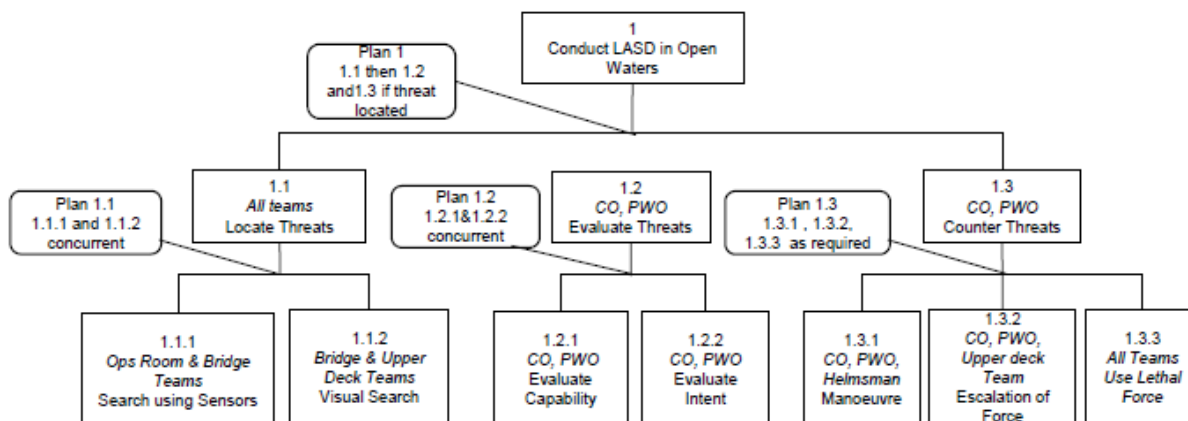 1
Conduct LASD in Open
Waters
Plan 1
1.1 then 1.2
and1.3 if threat
located
1.1
All teams
Locate Threats
Plan 1.1
1.1.1 and 1.1.2
concurrent
1.2
CO, PWO
Evaluate Threats
Plan 1.2
1.2.1&1.2.2
concurrent
1.3
CO, PWO
Counter Threats
Plan 1.3
1.3.1 , 1.3.2,
1.3.3 as required
1.1.1
Ops Room & Bridge
Teams
Search using Sensors
1.1.2
Bridge & Upper
Deck Teams
Visual Search
1.2.1
CO, PWO
Evaluate
Capability
1.2.2
CO, PWO
Evaluate
Intent
1.3.1
CO, PWO,
Helmsman
Manoeuvre
1.3.2
CO, PWO,
Upper deck
Team
Escalation of
Force
1.3.3
All Teams
Use Lethal
Force